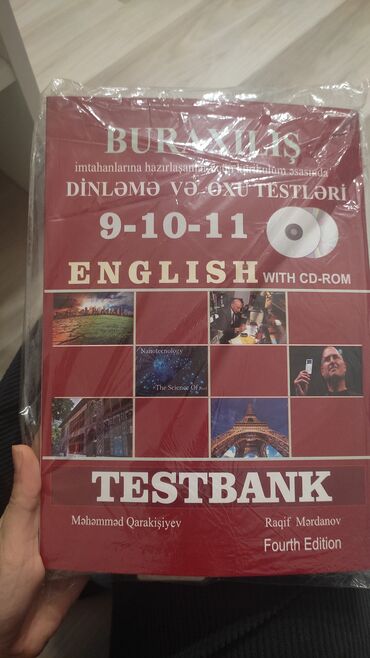 BURAXILIŞ
imtahanlarına hazırlaşanlar üçün kurikulum əsasında
DİNLƏMƏ VƏ OXU TESTLƏRİ
9-10-11
ENGLISH WITH CD-ROM
Nanotecnology
The Science Of
TESTBANK
Məhəmməd Qarakişiyev Raqif Mərdanov
Fourth Edition